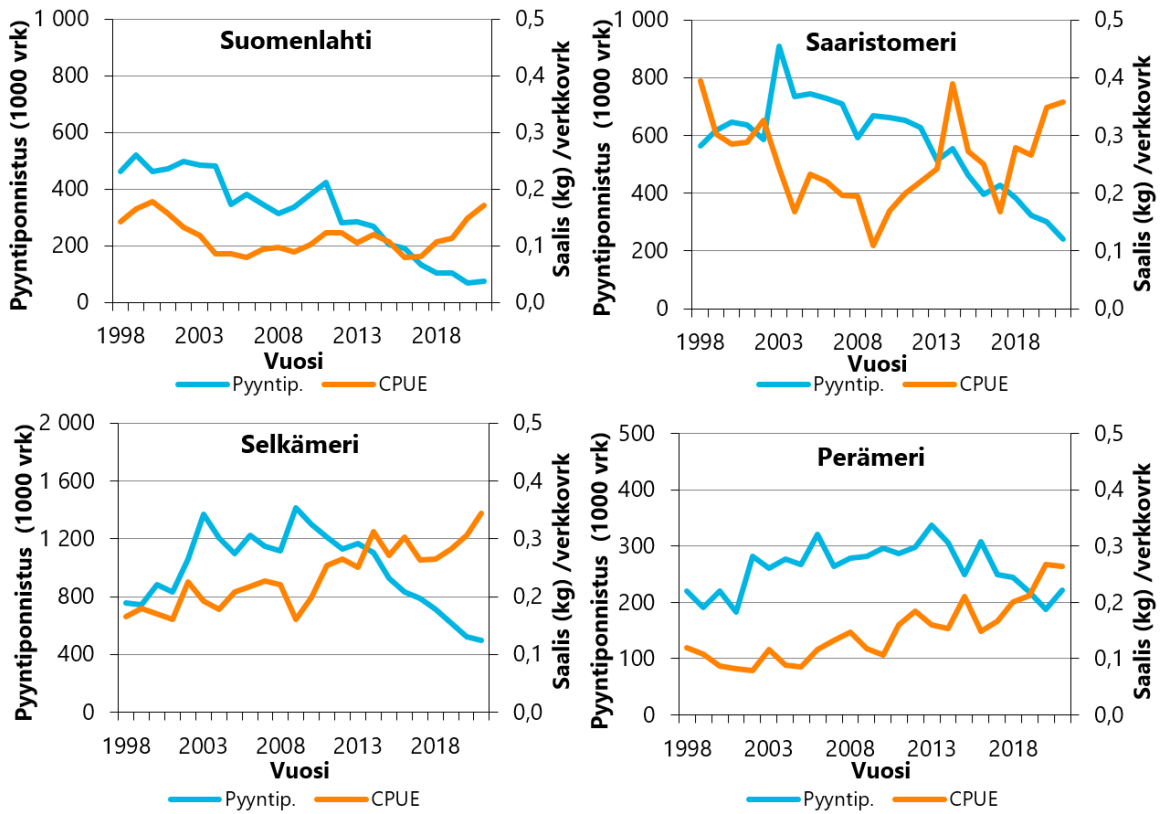 Suomenlahti
Pyyntiponnistus (1000 vrk)
1 000
800
600
400
200
0
0,5
0,4
0,3
0,2
0,1
0,0
Saalis (kg) /verkkovrk
1998 2003 2008 2013 2018
Vuosi
Pyyntip. CPUE
Saaristomeri
Pyyntiponnistus (1000 vrk)
1 000
800
600
400
200
0
0,5
0,4
0,3
0,2
0,1
0,0
Saalis (kg) /verkkovrk
1998 2003 2008 2013 2018
Vuosi
Pyyntip. CPUE
Selkämeri
Pyyntiponnistus (1000 vrk)
2 000
1 600
1 200
800
400
0
0,5
0,4
0,3
0,2
0,1
0,0
Saalis (kg) /verkkovrk
1998 2003 2008 2013 2018
Vuosi
Pyyntip. CPUE
Perämeri
Pyyntiponnistus (1000 vrk)
500
400
300
200
100
0
0,5
0,4
0,3
0,2
0,1
0,0
Saalis (kg) /verkkovrk
1998 2003 2008 2013 2018
Vuosi
Pyyntip. CPUE